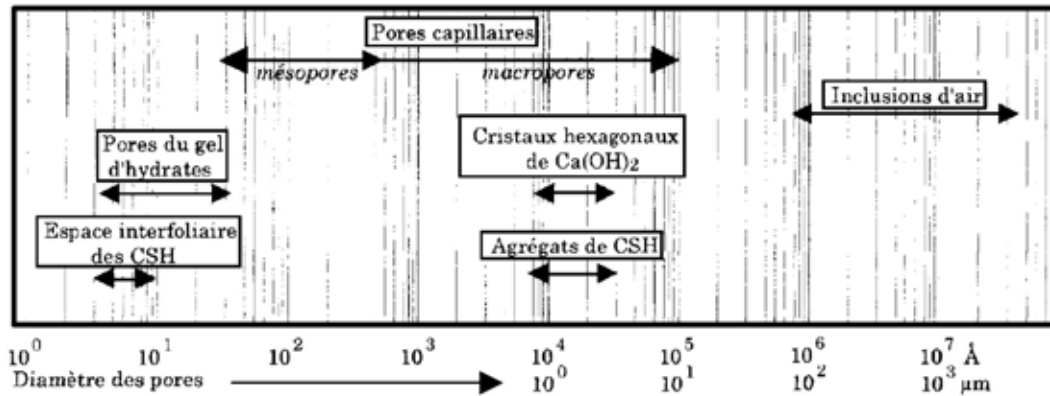 Pores capillaires
mésopores macropores
Inclusions d'air
Pores du gel
d'hydrates
Cristaux hexagonaux
de Ca(OH)2
Espace interfoliaire
des CSH
Agrégats de CSH
10^0 10^1 10^2 10^3 10^4 10^5 10^6 10^7 Å
Diamètre des pores 10^0 10^1 10^2 10^3 µm